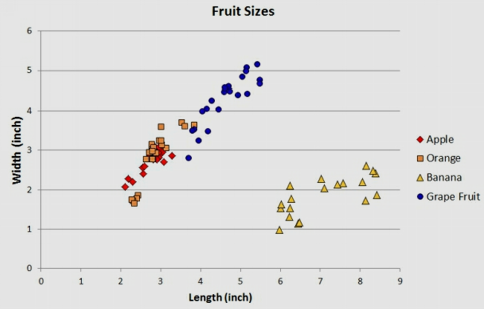 Fruit Sizes
6
5
4
3
2
1
0
Width (inch)
0 1 2 3 4 5 6 7 8 9
Length (inch)
Apple
Orange
Banana
Grape Fruit